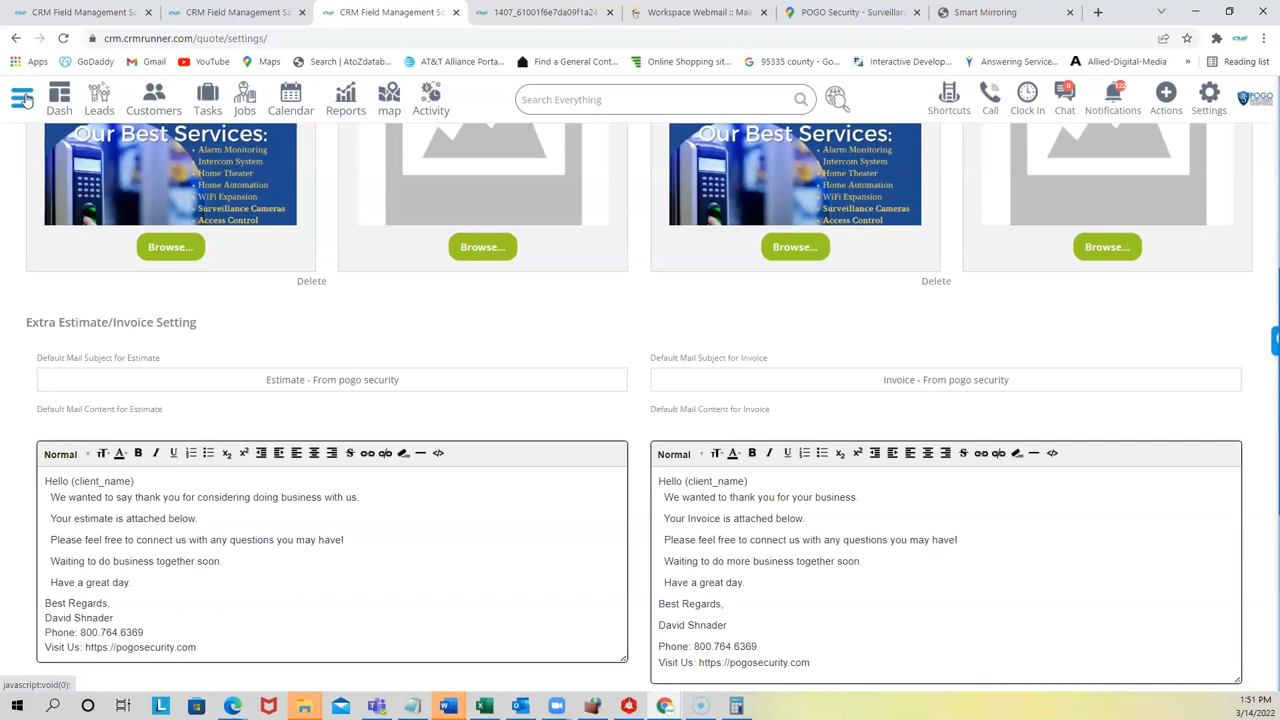 CRM Field Management So
CRM Field Management So
CRM Field Management So
1407_61001f6e7da09f1a24
Workspace Webmail :: Mai
POGO Security - Surveillan
Smart Mirroring
crm.crmrunner.com/quote/settings/
Apps
GoDaddy
Gmail
YouTube
Maps
Search | AtoZdatab...
AT&T Alliance Portal...
Find a General Cont...
Online Shopping sit...
95335 county - Go...
Interactive Develop...
Answering Service...
Allied-Digital-Media
»
Reading list
Dash
Leads
Customers
Tasks
Jobs
Calendar
Reports
map
Activity
Search Everything
Shortcuts
Call
Clock In
0
Chat
122
Notifications
Actions
Settings
POGO
Our Best Services:
• Alarm Monitoring
• Intercom System
• Home Theater
• Home Automation
• WiFi Expansion
• Surveillance Cameras
• Access Control
Our Best Services:
• Alarm Monitoring
• Intercom System
• Home Theater
• Home Automation
• WiFi Expansion
• Surveillance Cameras
• Access Control
Browse...
Browse...
Browse...
Browse...
Delete
Delete
Extra Estimate/Invoice Setting
Default Mail Subject for Estimate
Default Mail Subject for Invoice
Estimate - From pogo security
Invoice - From pogo security
Default Mail Content for Estimate
Default Mail Content for Invoice
Normal
Normal
Hello (client_name)
We wanted to say thank you for considering doing business with us.
Your estimate is attached below.
Please feel free to connect us with any questions you may have!
Waiting to do business together soon.
Have a great day.
Best Regards,
David Shnader
Phone: 800.764.6369
Visit Us: https://pogosecurity.com
Hello (client_name)
We wanted to thank you for your business.
Your Invoice is attached below.
Please feel free to connect us with any questions you may have!
Waiting to do more business together soon.
Have a great day.
Best Regards,
David Shnader
Phone: 800.764.6369
Visit Us: https://pogosecurity.com
javascript:void(0);
1:51 PM
3/14/2022